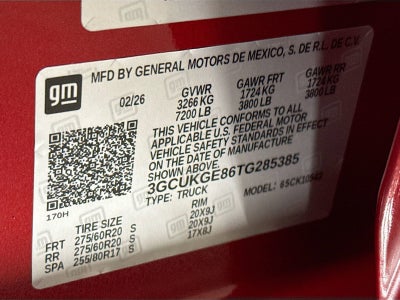 gm
MFD BY GENERAL MOTORS DE MEXICO, S. DE R.L. DE C.V.
02/26 GVWR GAWR FRT GAWR RR
3266 KG 1724 KG 1724 KG
7200 LB 3800 LB 3800 LB
THIS VEHICLE CONFORMS TO ALL
APPLICABLE U.S. FEDERAL MOTOR
VEHICLE SAFETY STANDARDS IN EFFECT
ON THE DATE OF MANUFACTURE
SHOWN ABOVE.
3GCUKGE86TG285385
TYPE: TRUCK MODEL:
170H
TIRE SIZE RIM
FRT 275/60R20 S 20X9J
RR 275/60R20 S 20X9J
SPA 255/80R17 S 17X8J